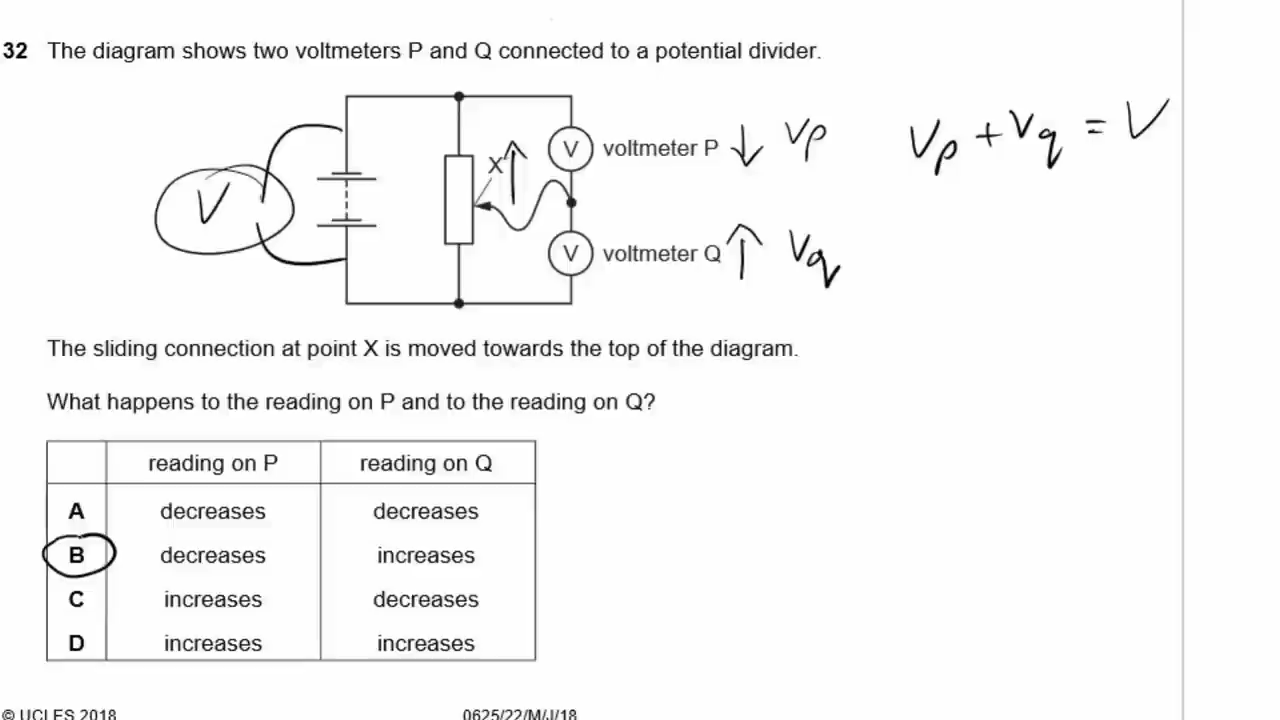 32 The diagram shows two voltmeters P and Q connected to a potential divider.
V
X
V voltmeter P Vp
V voltmeter Q Vq
Vp + Vq = V
The sliding connection at point X is moved towards the top of the diagram.
What happens to the reading on P and to the reading on Q?
reading on P reading on Q
A decreases decreases
B decreases increases
C increases decreases
D increases increases
© UCLES 2018 0625/22/M/J/18